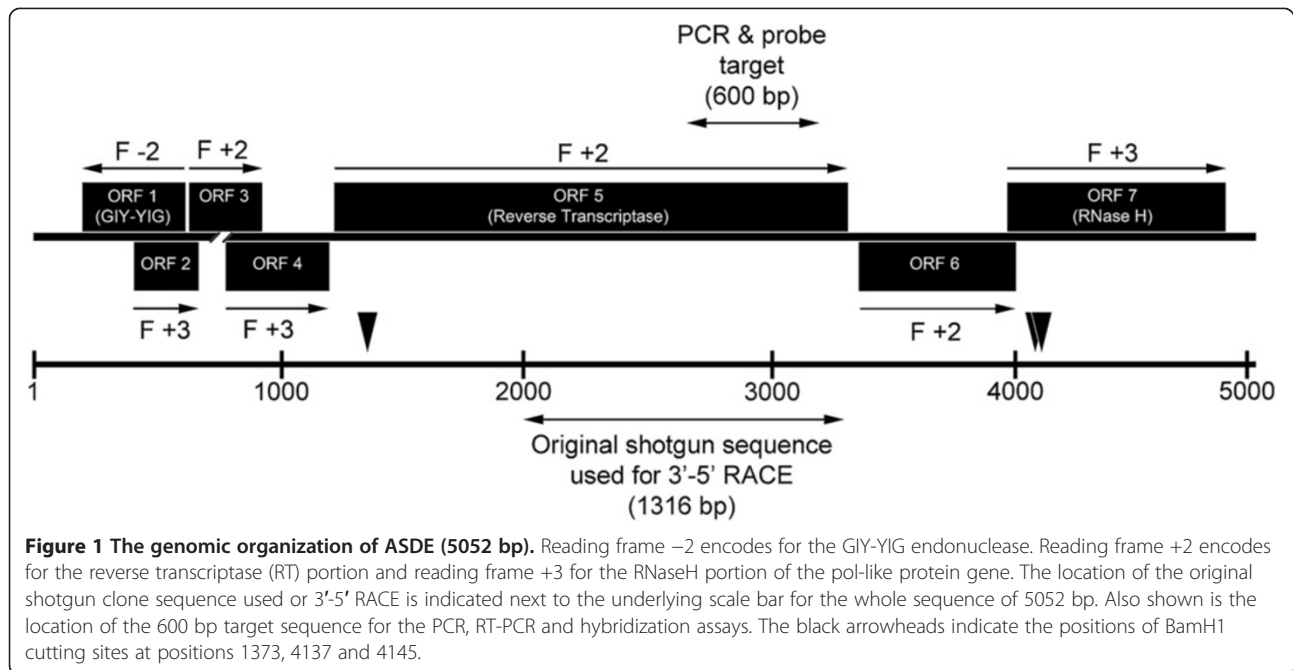 PCR & probe
target
(600 bp)
F -2
F +2
F +2
F +3
ORF 1
(GIY-YIG)
ORF 3
ORF 5
(Reverse Transcriptase)
ORF 7
(RNase H)
ORF 2
ORF 4
ORF 6
F +3
F +3
F +2
1
1000
2000
3000
4000
5000
Original shotgun sequence
used for 3'-5' RACE
(1316 bp)
Figure 1 The genomic organization of ASDE (5052 bp). Reading frame −2 encodes for the GIY-YIG endonuclease. Reading frame +2 encodes
for the reverse transcriptase (RT) portion and reading frame +3 for the RNaseH portion of the pol-like protein gene. The location of the original
shotgun clone sequence used or 3′-5′ RACE is indicated next to the underlying scale bar for the whole sequence of 5052 bp. Also shown is the
location of the 600 bp target sequence for the PCR, RT-PCR and hybridization assays. The black arrowheads indicate the positions of BamH1
cutting sites at positions 1373, 4137 and 4145.